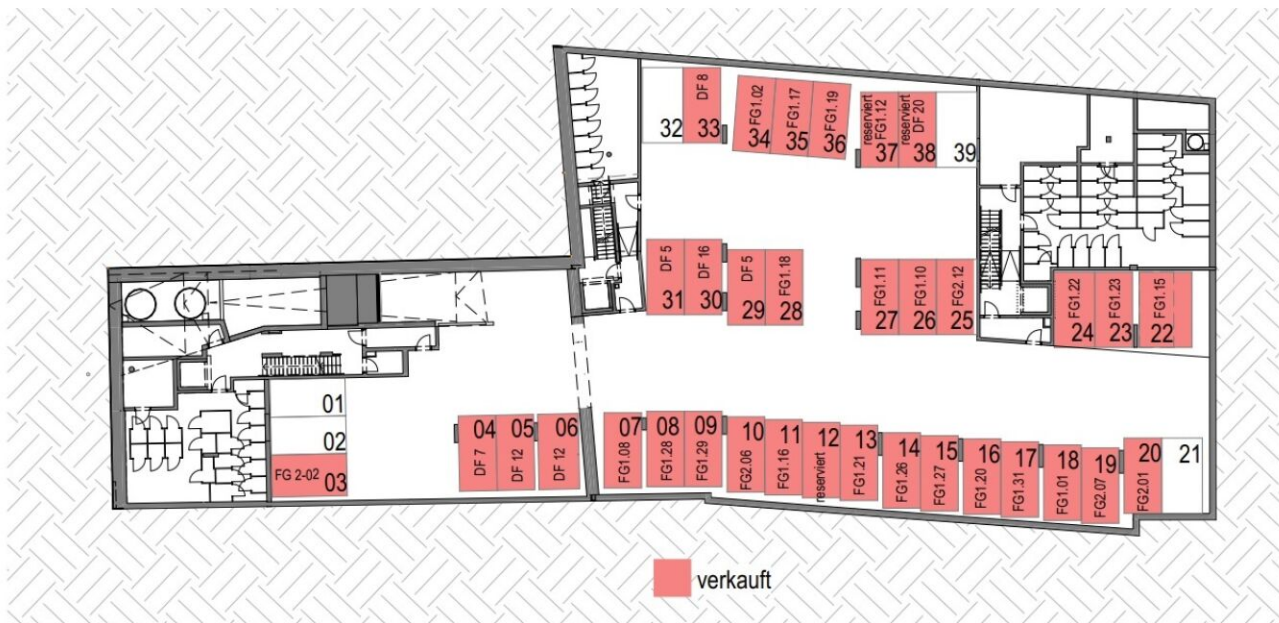 32
DF 8
33
FG1.02
34
FG1.17
35
FG1.19
36
reserviert
FG1.12
37
reserviert
DF 20
38
39
DF 5
31
DF 16
30
DF 5
29
FG1.18
28
FG1.11
27
FG1.10
26
FG2.12
25
FG1.22
24
FG1.23
23
FG1.15
22
01
02
FG 2-02
03
04
DF 7
05
DF 12
06
DF 12
07
FG1.08
08
FG1.28
09
FG1.29
10
FG2.06
11
FG1.16
12
reserviert
13
FG1.21
14
FG1.26
15
FG1.27
16
FG1.20
17
FG1.31
18
FG1.01
19
FG2.07
20
FG2.01
21
verkauft